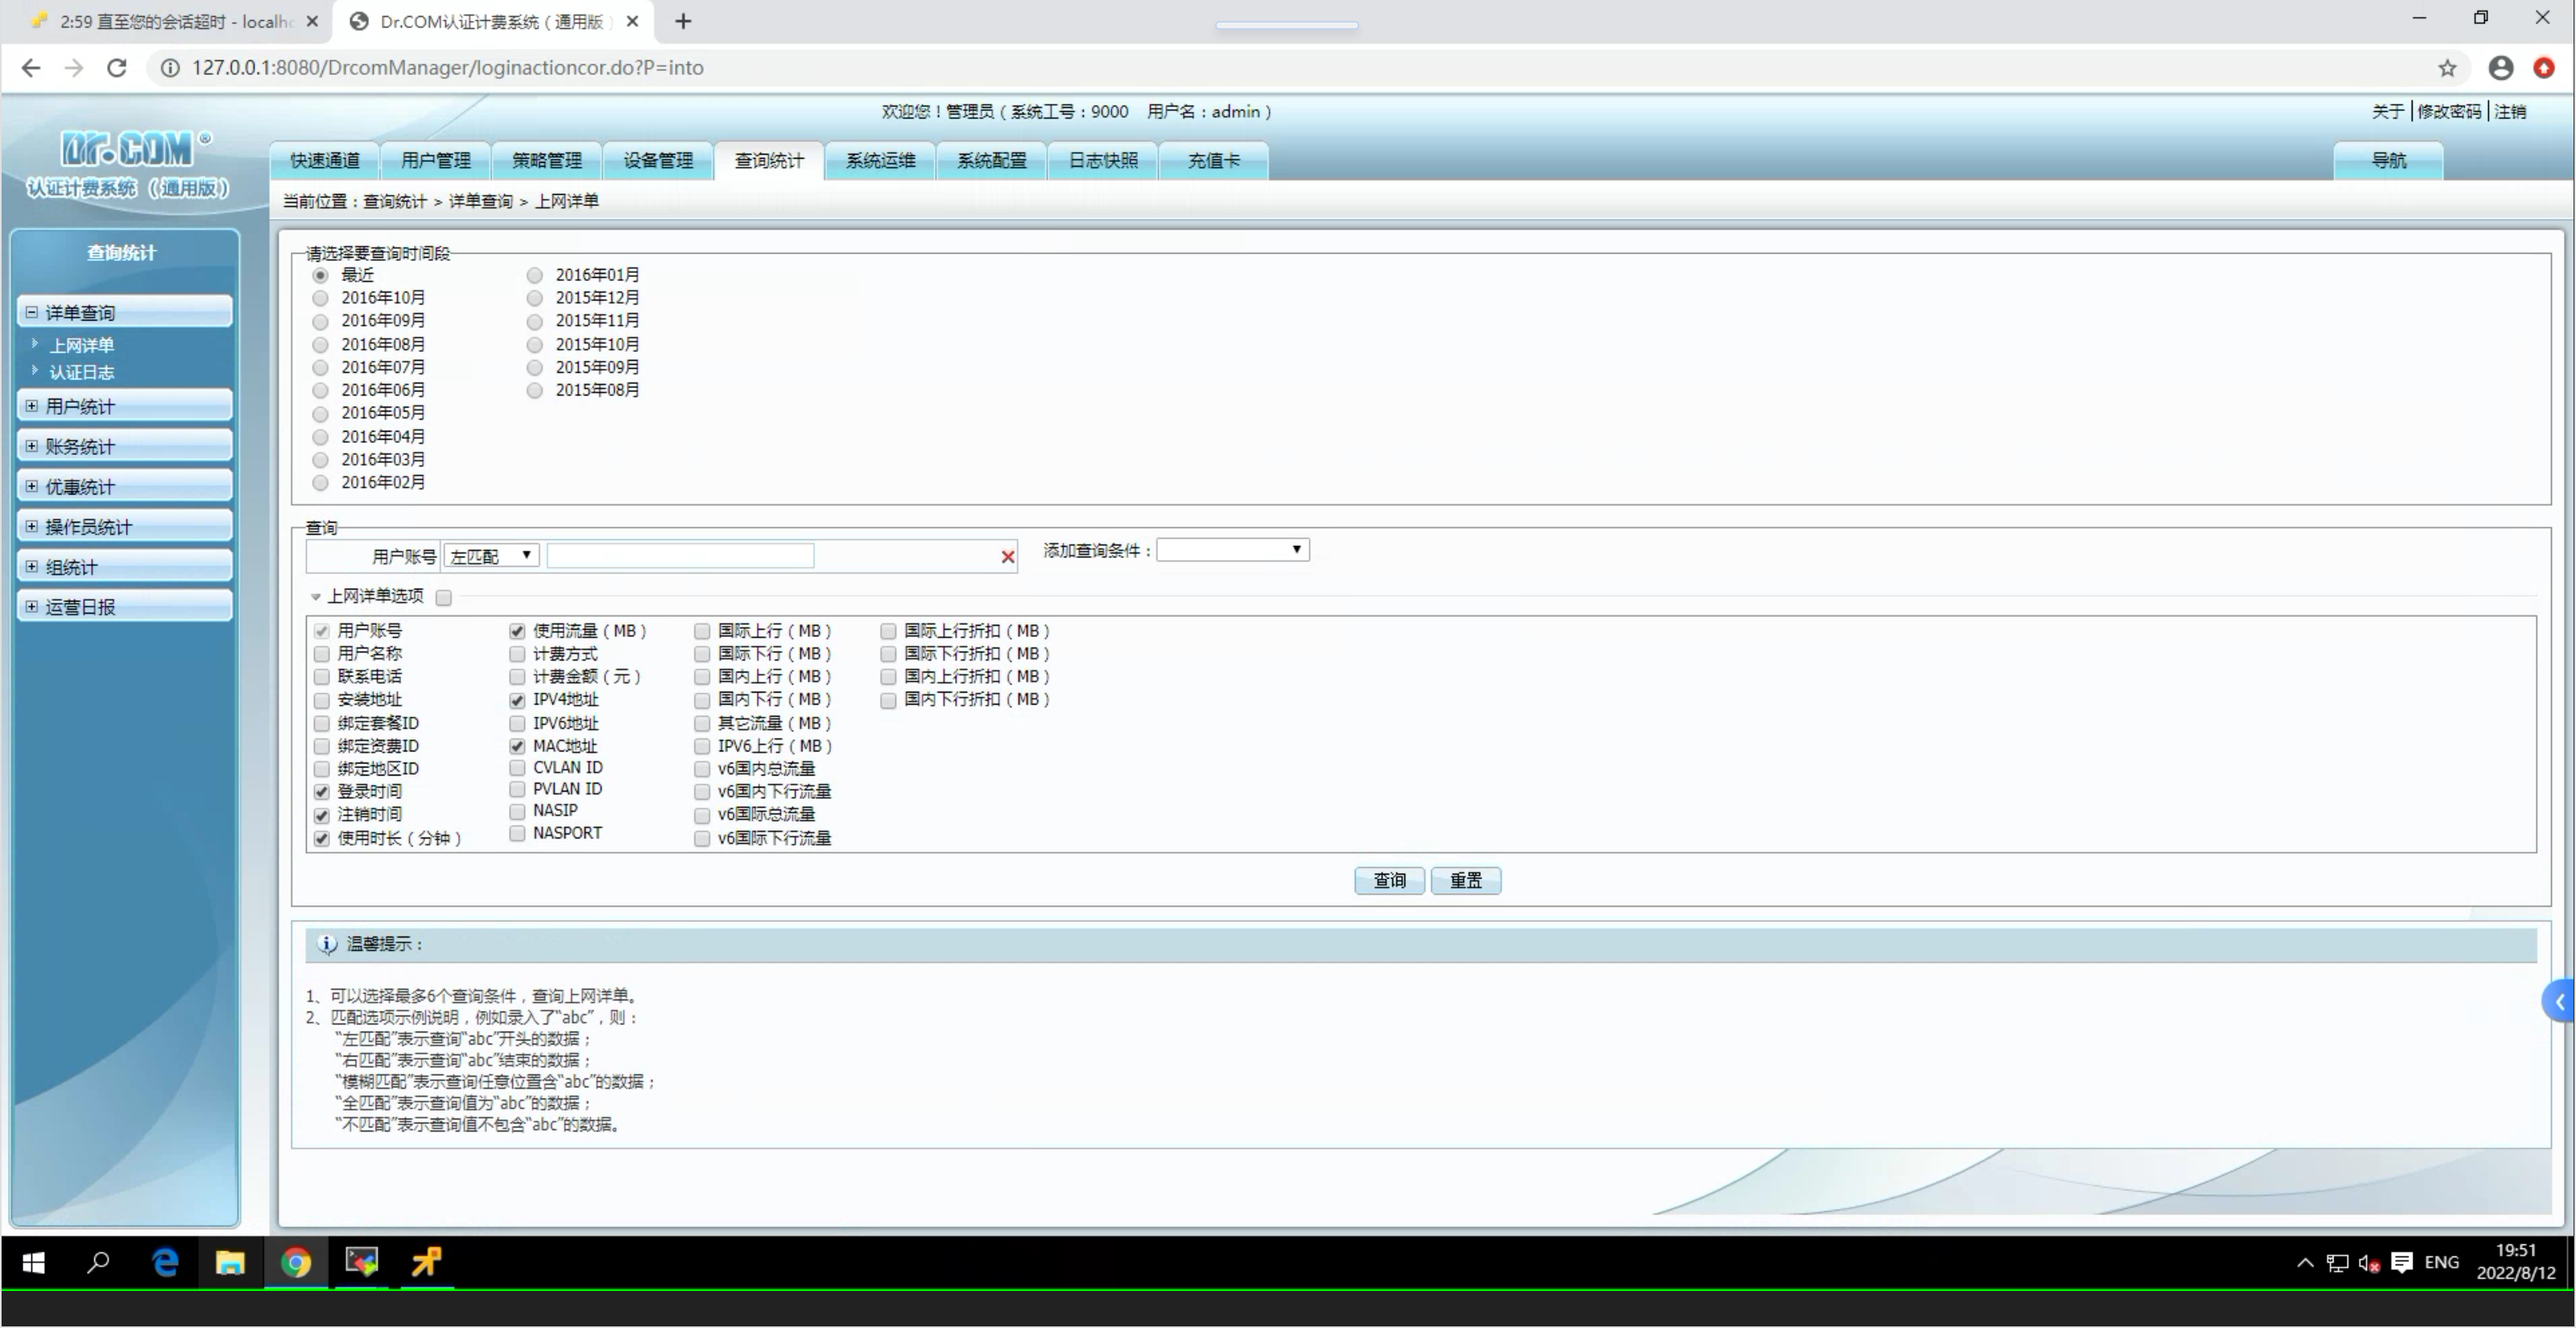 2:59 直至您的会话超时 - localh
Dr.COM认证计费系统（通用版）
127.0.0.1:8080/DrcomManager/loginactioncor.do?P=into
欢迎您！管理员（系统工号：9000 用户名：admin）
关于 | 修改密码 | 注销
Dr.COM®
认证计费系统（通用版）
快速通道 用户管理 策略管理 设备管理 查询统计 系统运维 系统配置 日志快照 充值卡 导航
当前位置：查询统计 > 详单查询 > 上网详单
查询统计
详单查询
上网详单
认证日志
用户统计
账务统计
优惠统计
操作员统计
组统计
运营日报
请选择要查询时间段
最近 2016年01月
2016年10月 2015年12月
2016年09月 2015年11月
2016年08月 2015年10月
2016年07月 2015年09月
2016年06月 2015年08月
2016年05月
2016年04月
2016年03月
2016年02月
查询
用户账号 左匹配 添加查询条件：
上网详单选项
用户账号 使用流量（MB） 国际上行（MB） 国际上行折扣（MB）
用户名称 计费方式 国际下行（MB） 国际下行折扣（MB）
联系电话 计费金额（元） 国内上行（MB） 国内上行折扣（MB）
安装地址 IPV4地址 国内下行（MB） 国内下行折扣（MB）
绑定套餐ID IPV6地址 其它流量（MB）
绑定资费ID MAC地址 IPV6上行（MB）
绑定地区ID CVLAN ID v6国内总流量
登录时间 PVLAN ID v6国内下行流量
注销时间 NASIP v6国际总流量
使用时长（分钟） NASPORT v6国际下行流量
查询 重置
温馨提示：
1、可以选择最多6个查询条件，查询上网详单。
2、匹配选项示例说明，例如录入了“abc”，则：
“左匹配”表示查询“abc”开头的数据；
“右匹配”表示查询“abc”结束的数据；
“模糊匹配”表示查询任意位置含“abc”的数据；
“全匹配”表示查询值为“abc”的数据；
“不匹配”表示查询值不包含“abc”的数据。
ENG
19:51
2022/8/12